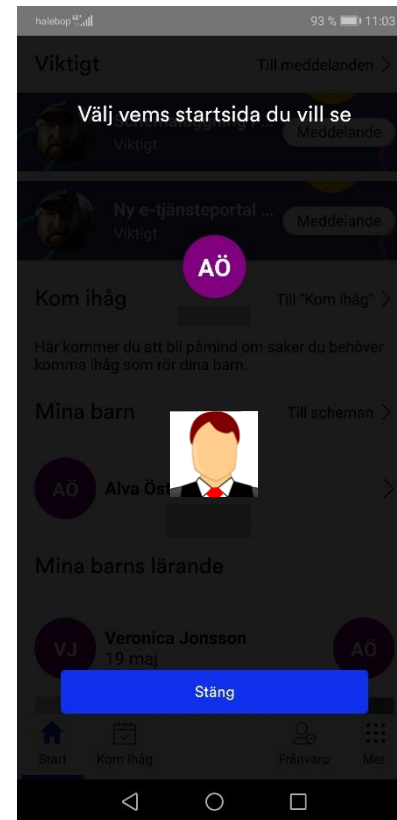 halebop 4G
93 % 11:03
Viktigt
Till meddelanden >
Välj vems startsida du vill se
Meddelande
Viktigt
Ny e-tjänsteportal ...
Meddelande
Viktigt
AÖ
Kom ihåg
Till "Kom ihåg" >
Här kommer du att bli påmind om saker du behöver
komma ihåg som rör dina barn.
Mina barn
Till scheman >
AÖ
Alva Öst
Mina barns lärande
VJ
Veronica Jonsson
19 maj
AÖ
Stäng
Start
Kom ihåg
Frånvaro
Mer